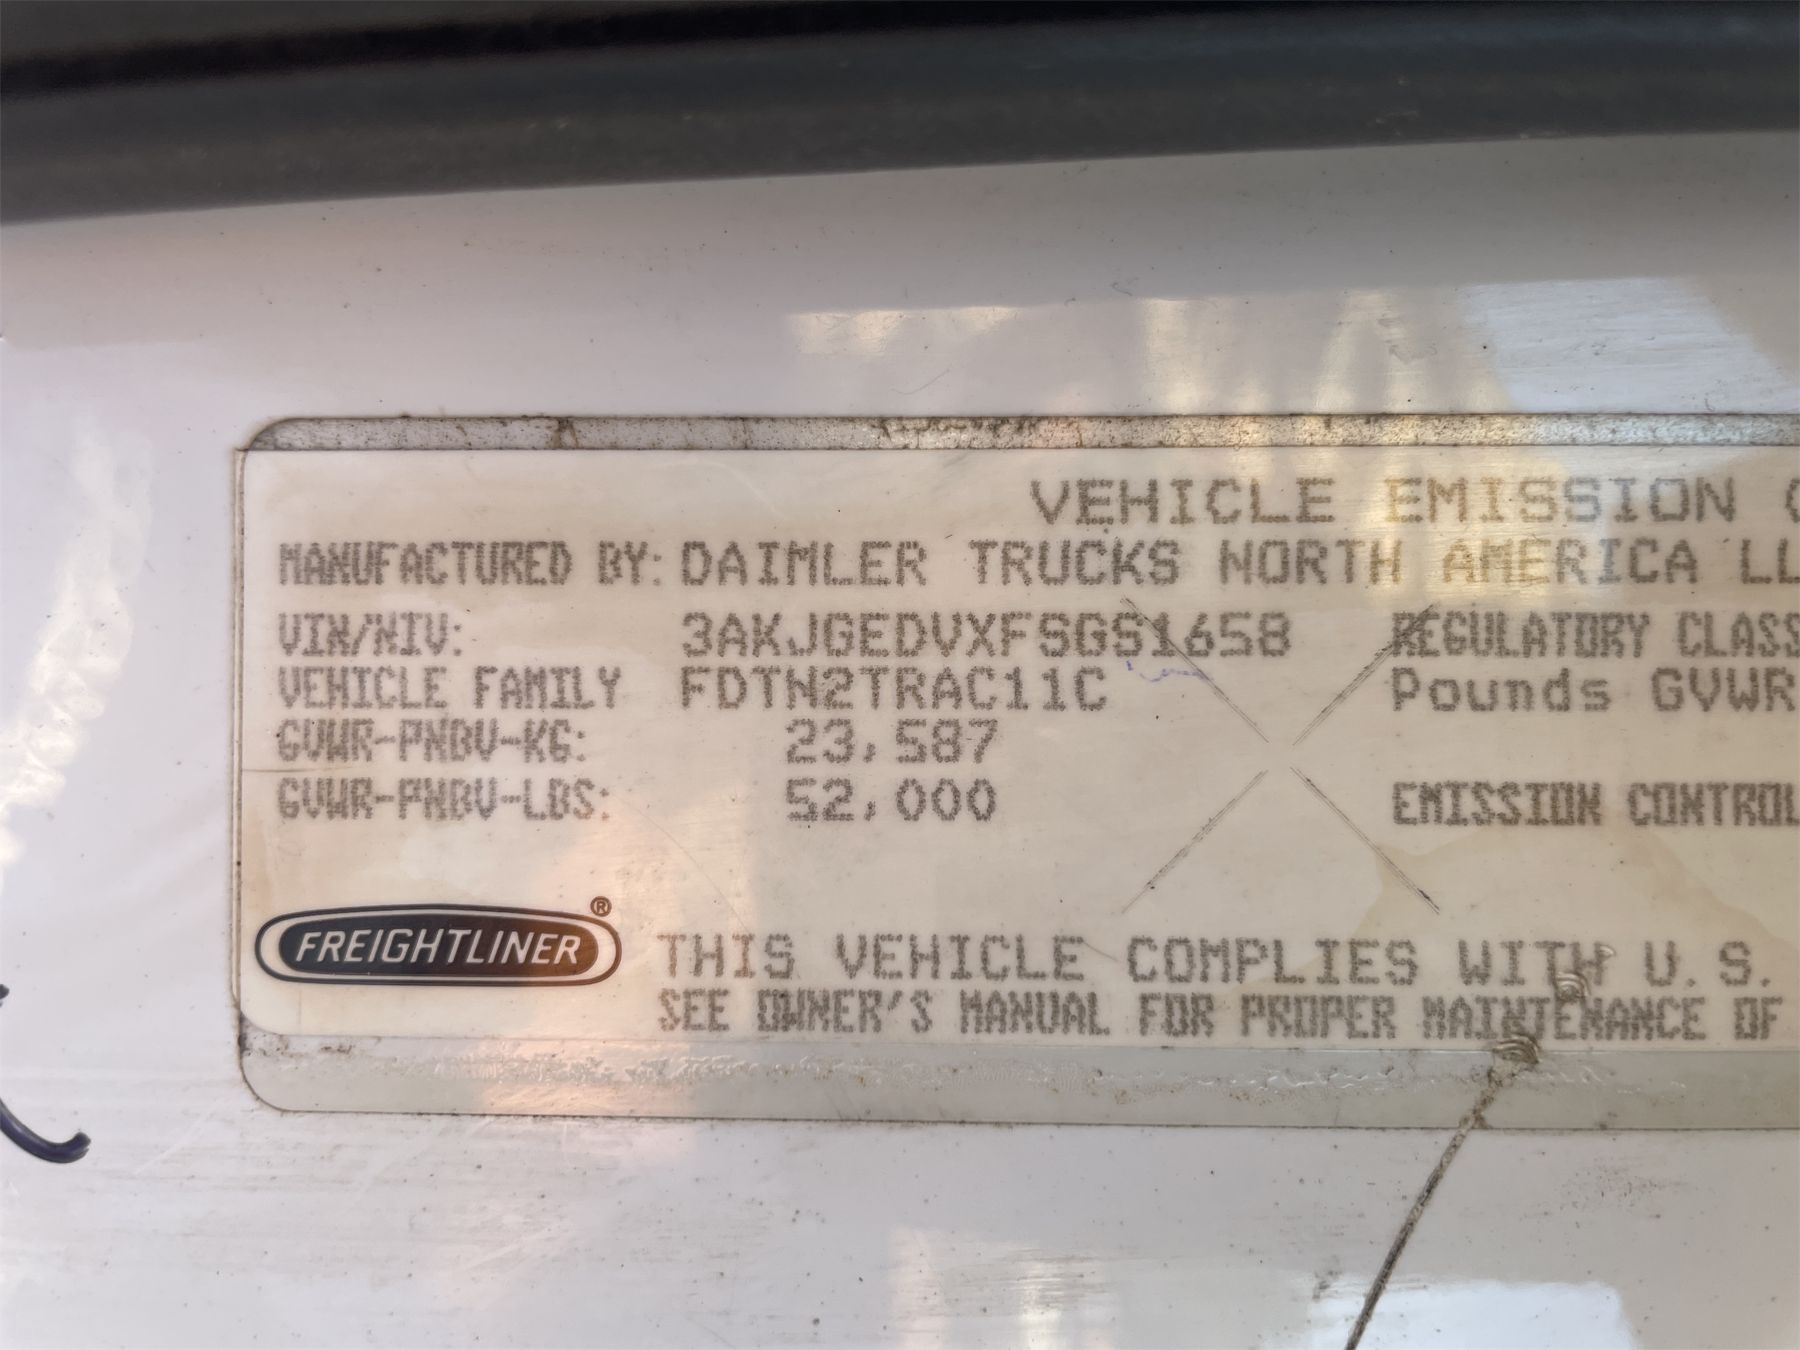 VEHICLE EMISSION
MANUFACTURED BY: DAIMLER TRUCKS NORTH AMERICA LL
VIN/NIV: 3AKJGEDVXFSGS1658 REGULATORY CLASS
VEHICLE FAMILY FDTN2TRAC11C Pounds GVWR
GVWR-PNBV-KG: 23,587
GVWR-PNBV-LBS: 52,000 EMISSION CONTROL
FREIGHTLINER® THIS VEHICLE COMPLIES WITH U.S.
SEE OWNER'S MANUAL FOR PROPER MAINTENANCE OF